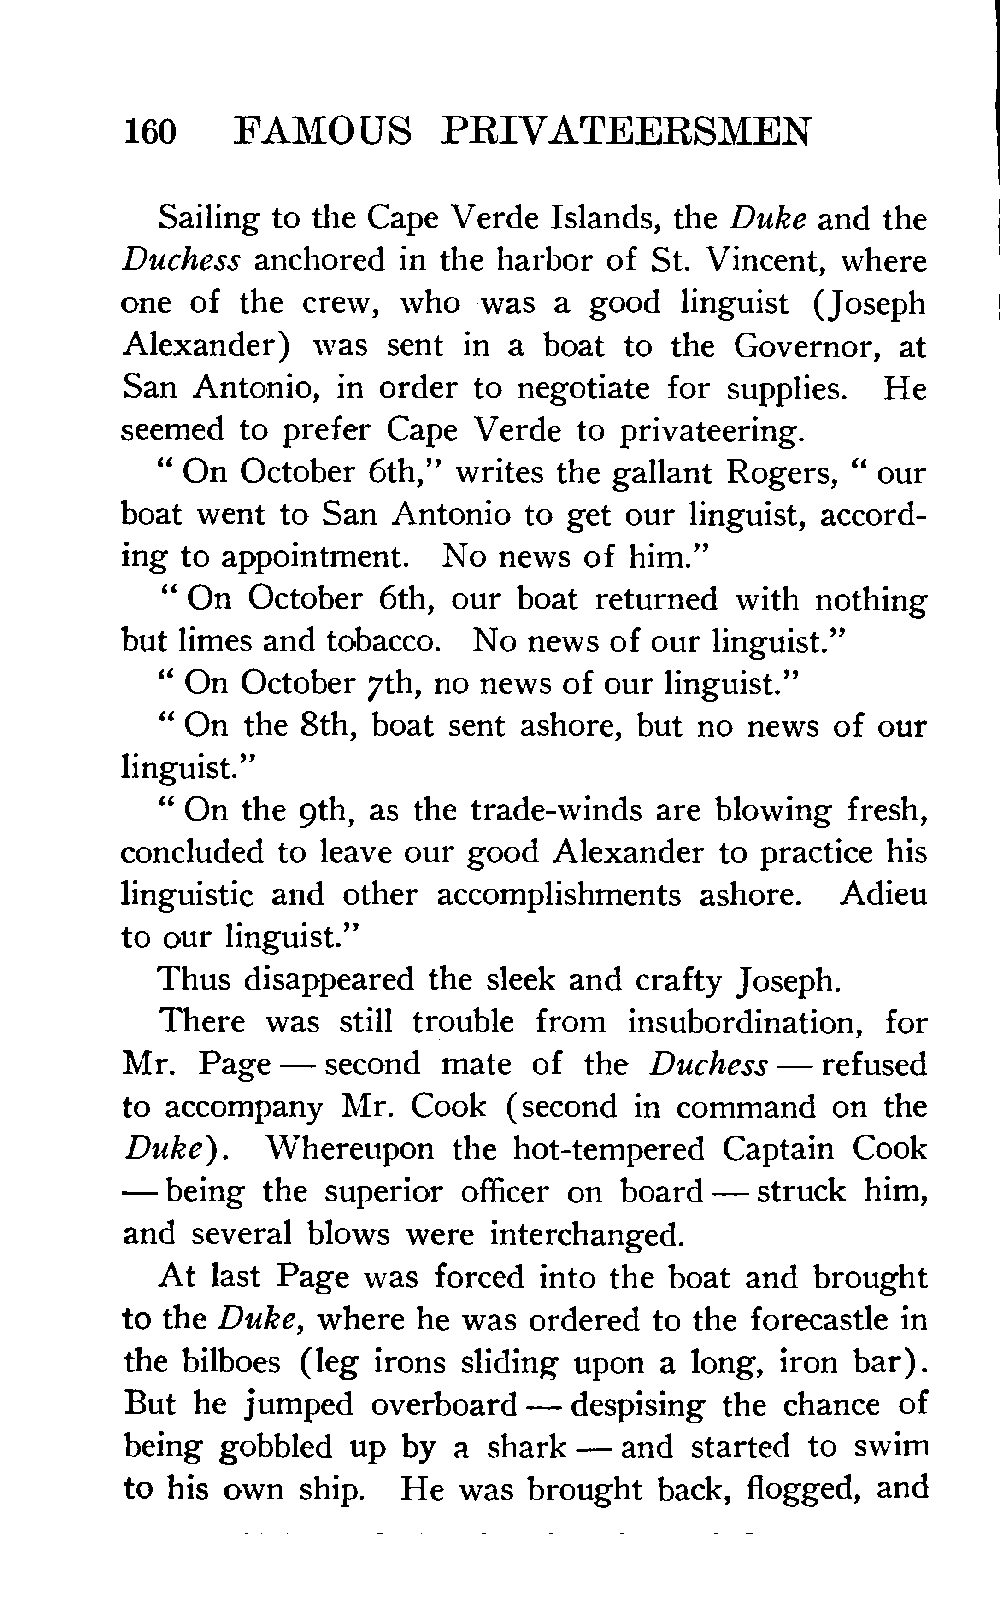 160 FAMOUS PRIVATEERSMEN
Sailing to the Cape Verde Islands, the Duke and the
Duchess anchored in the harbor of St. Vincent, where
one of the crew, who was a good linguist (Joseph
Alexander) was sent in a boat to the Governor, at
San Antonio, in order to negotiate for supplies. He
seemed to prefer Cape Verde to privateering.
“ On October 6th,” writes the gallant Rogers, “ our
boat went to San Antonio to get our linguist, accord-
ing to appointment. No news of him.”
“ On October 6th, our boat returned with nothing
but limes and tobacco. No news of our linguist.”
“ On October 7th, no news of our linguist.”
“ On the 8th, boat sent ashore, but no news of our
linguist.”
“ On the 9th, as the trade-winds are blowing fresh,
concluded to leave our good Alexander to practice his
linguistic and other accomplishments ashore. Adieu
to our linguist.”
Thus disappeared the sleek and crafty Joseph.
There was still trouble from insubordination, for
Mr. Page — second mate of the Duchess — refused
to accompany Mr. Cook (second in command on the
Duke). Whereupon the hot-tempered Captain Cook
— being the superior officer on board — struck him,
and several blows were interchanged.
At last Page was forced into the boat and brought
to the Duke, where he was ordered to the forecastle in
the bilboes (leg irons sliding upon a long, iron bar).
But he jumped overboard — despising the chance of
being gobbled up by a shark — and started to swim
to his own ship. He was brought back, flogged, and